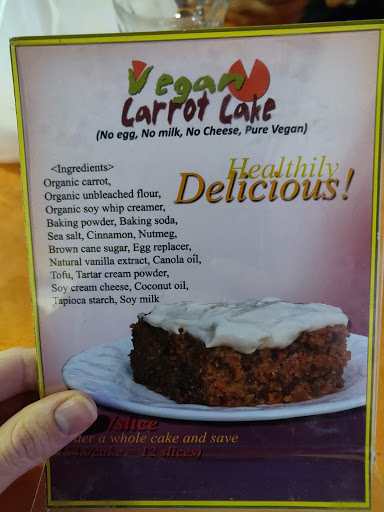 Vegan
Carrot Cake
(No egg, No milk, No Cheese, Pure Vegan)
<Ingredients>
Organic carrot,
Organic unbleached flour,
Organic soy whip creamer,
Baking powder, Baking soda,
Sea salt, Cinnamon, Nutmeg,
Brown cane sugar, Egg replacer,
Natural vanilla extract, Canola oil,
Tofu, Tartar cream powder,
Soy cream cheese, Coconut oil,
Tapioca starch, Soy milk
Healthily
Delicious!
/slice
a whole cake and save
/cake = 12 slices)